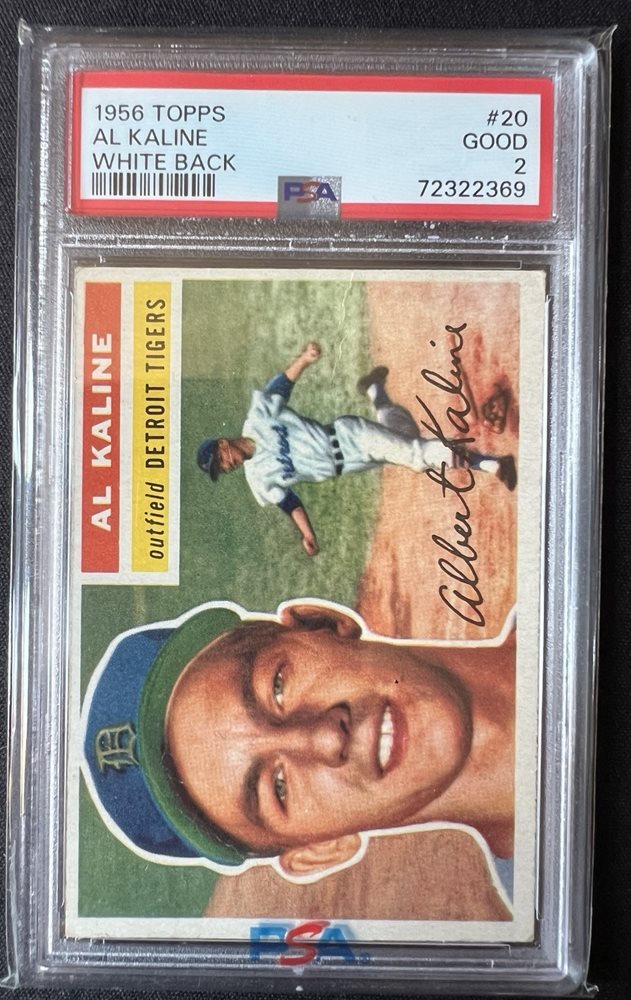 1956 TOPPS #20
AL KALINE GOOD
WHITE BACK 2
72322369
PSA
AL KALINE
outfield DETROIT TIGERS
Albert Kaline
D
PSA